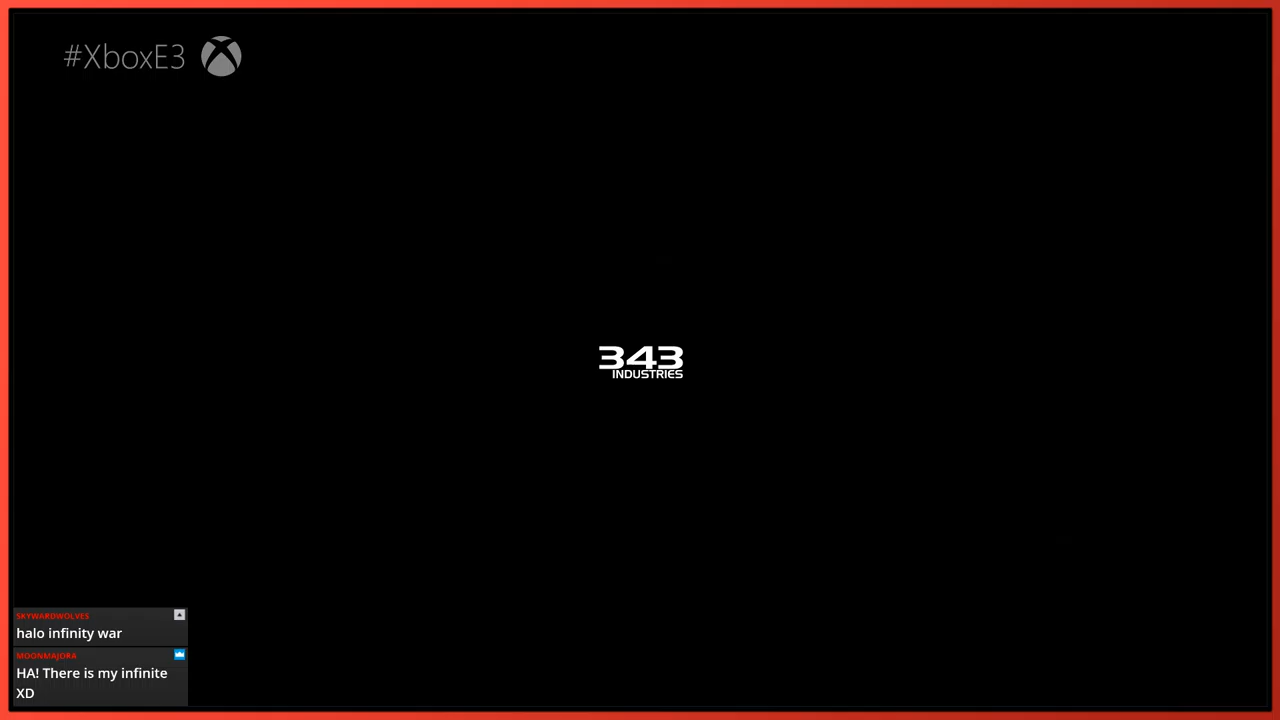 #XboxE3
343
INDUSTRIES
SKYWARDWOLVES
halo infinity war
MOONMAJORA
HA! There is my infinite
XD